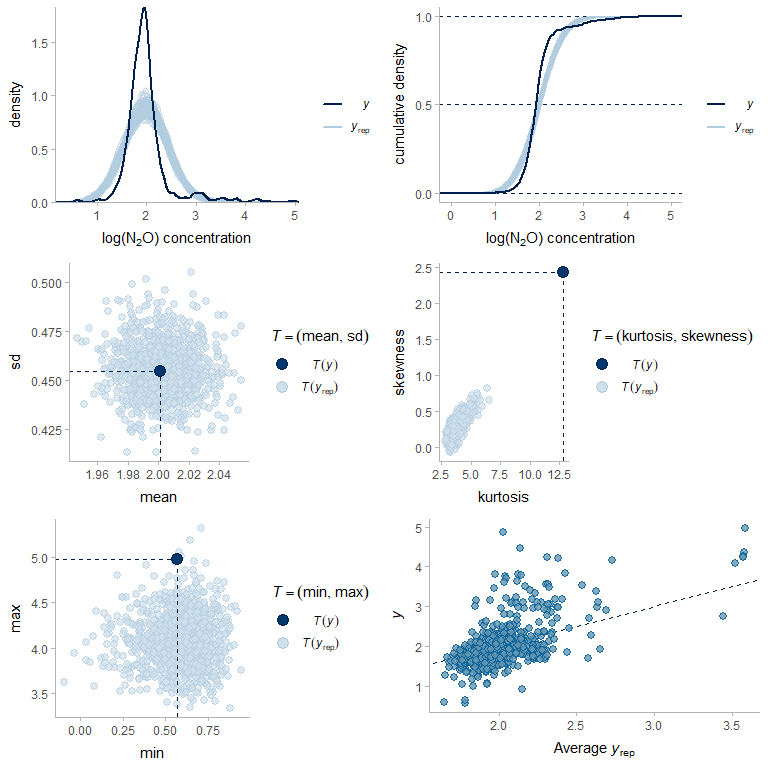 density
1.5
1.0
0.5
0.0
1 2 3 4 5
log(N₂O) concentration
y
y rep
cumulative density
1.0
0.5
0.0
0 1 2 3 4 5
log(N₂O) concentration
y
y rep
sd
0.500
0.475
0.450
0.425
1.96 1.98 2.00 2.02 2.04
mean
T = (mean, sd)
T(y)
T(y rep)
skewness
2.5
2.0
1.5
1.0
0.5
0.0
2.5 5.0 7.5 10.0 12.5
kurtosis
T = (kurtosis, skewness)
T(y)
T(y rep)
max
5.0
4.5
4.0
3.5
0.00 0.25 0.50 0.75
min
T = (min, max)
T(y)
T(y rep)
y
5
4
3
2
1
2.0 2.5 3.0 3.5
Average y rep